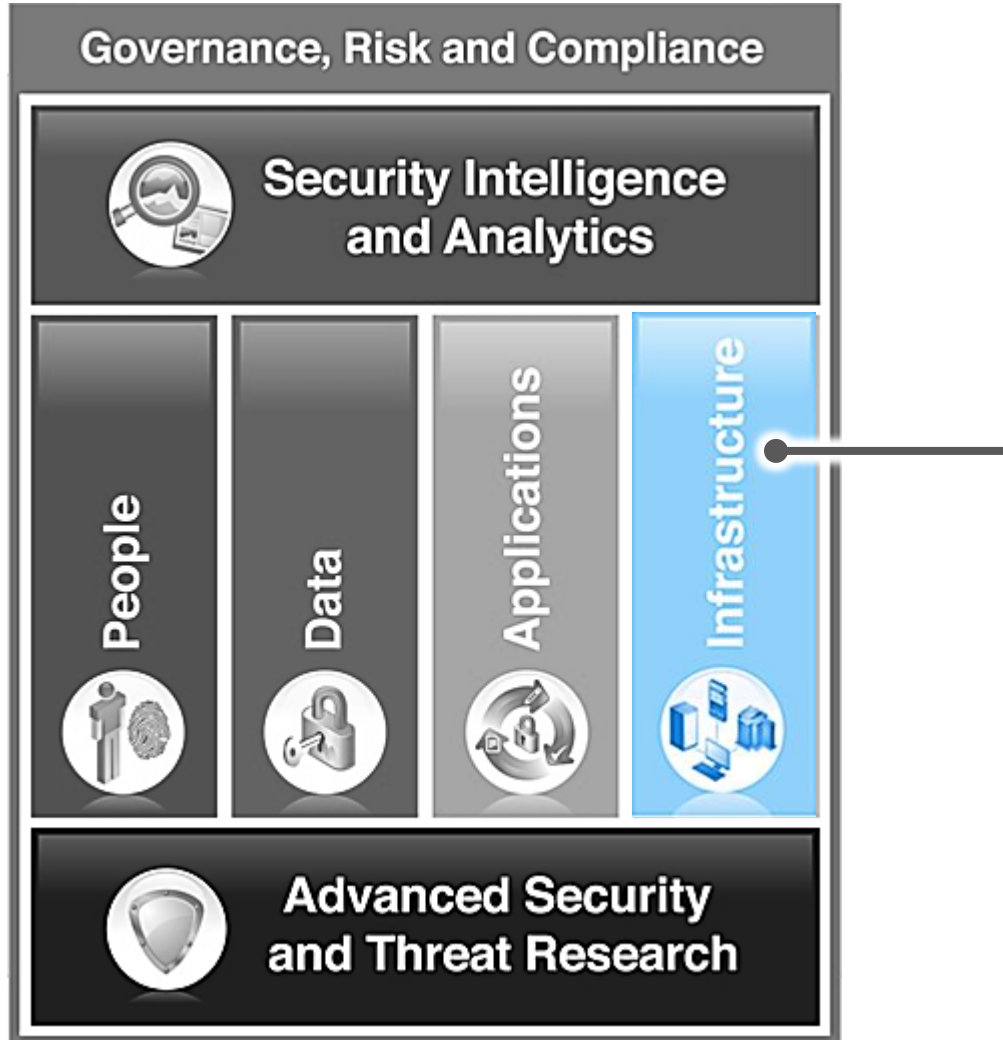 Governance, Risk and Compliance
Security Intelligence
and Analytics
People
Data
Applications
Infrastructure
Advanced Security
and Threat Research